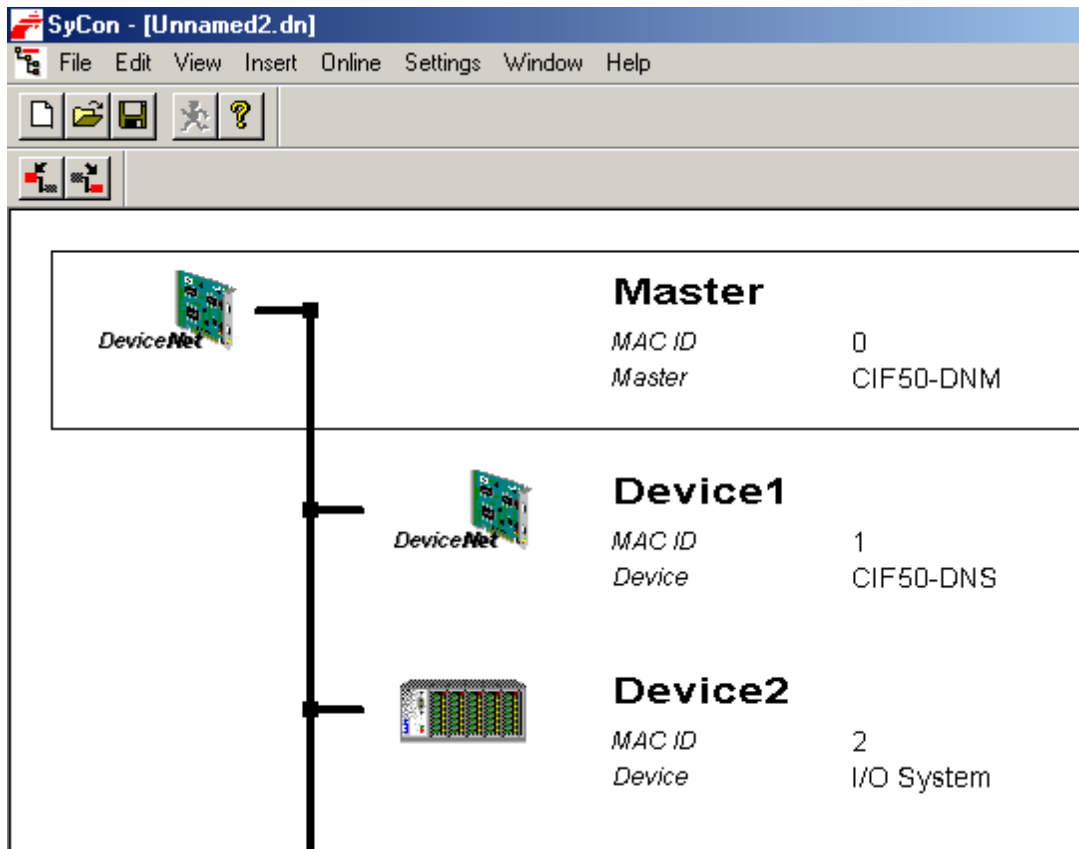 SyCon - [Unnamed2.dn]
File Edit View Insert Online Settings Window Help
Master
DeviceNet
MAC ID 0
Master CIF50-DNM
Device1
DeviceNet
MAC ID 1
Device CIF50-DNS
Device2
MAC ID 2
Device I/O System